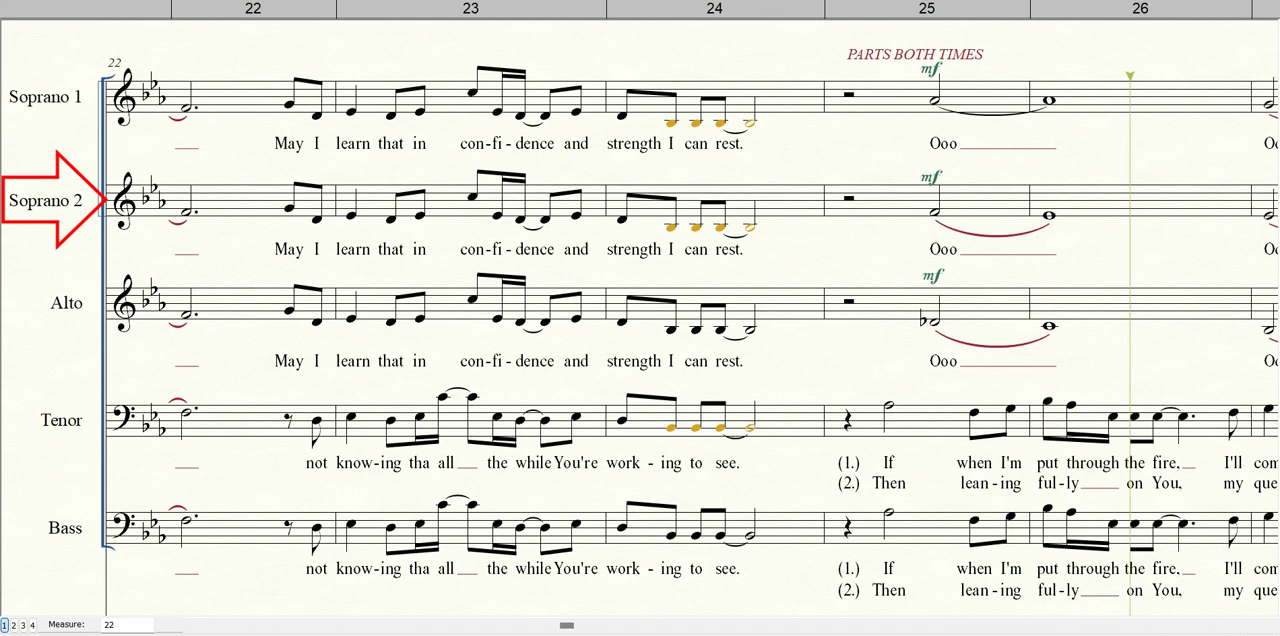 22 23 24 25 26
22
PARTS BOTH TIMES
mf
Soprano 1
May I learn that in con-fi-dence and strength I can rest. Ooo
mf
Soprano 2
May I learn that in con-fi-dence and strength I can rest. Ooo
mf
Alto
May I learn that in con-fi-dence and strength I can rest. Ooo
Tenor
not know-ing tha all the while You're work - ing to see. (1.) If when I'm put through the fire, I'll com
(2.) Then lean-ing ful-ly on You, my que
Bass
not know-ing tha all the while You're work - ing to see. (1.) If when I'm put through the fire, I'll com
(2.) Then lean-ing ful-ly on You, my que
1 2 3 4 Measure: 22